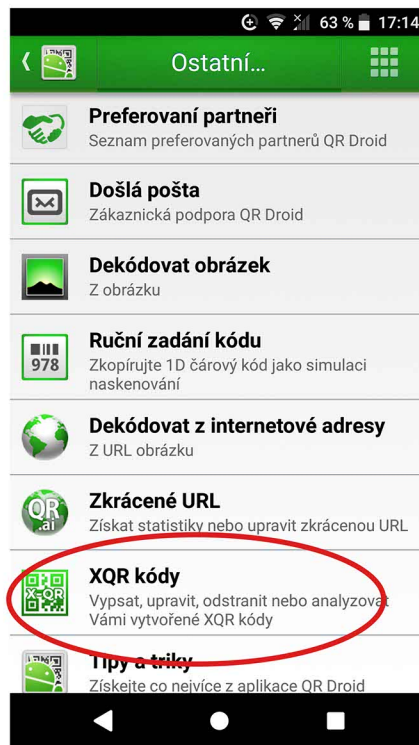 63 % 17:14
Ostatní...
Preferovaní partneři
Seznam preferovaných partnerů QR Droid
Došlá pošta
Zákaznická podpora QR Droid
Dekódovat obrázek
Z obrázku
Ruční zadání kódu
978
Zkopírujte 1D čárový kód jako simulaci
naskenování
Dekódovat z internetové adresy
Z URL obrázku
Zkrácené URL
QR
.ai
Získat statistiky nebo upravit zkrácenou URL
XQR kódy
X-QR
Vypsat, upravit, odstranit nebo analyzovat
Vámi vytvořené XQR kódy
Tipy a triky
Získejte co nejvíce z aplikace QR Droid